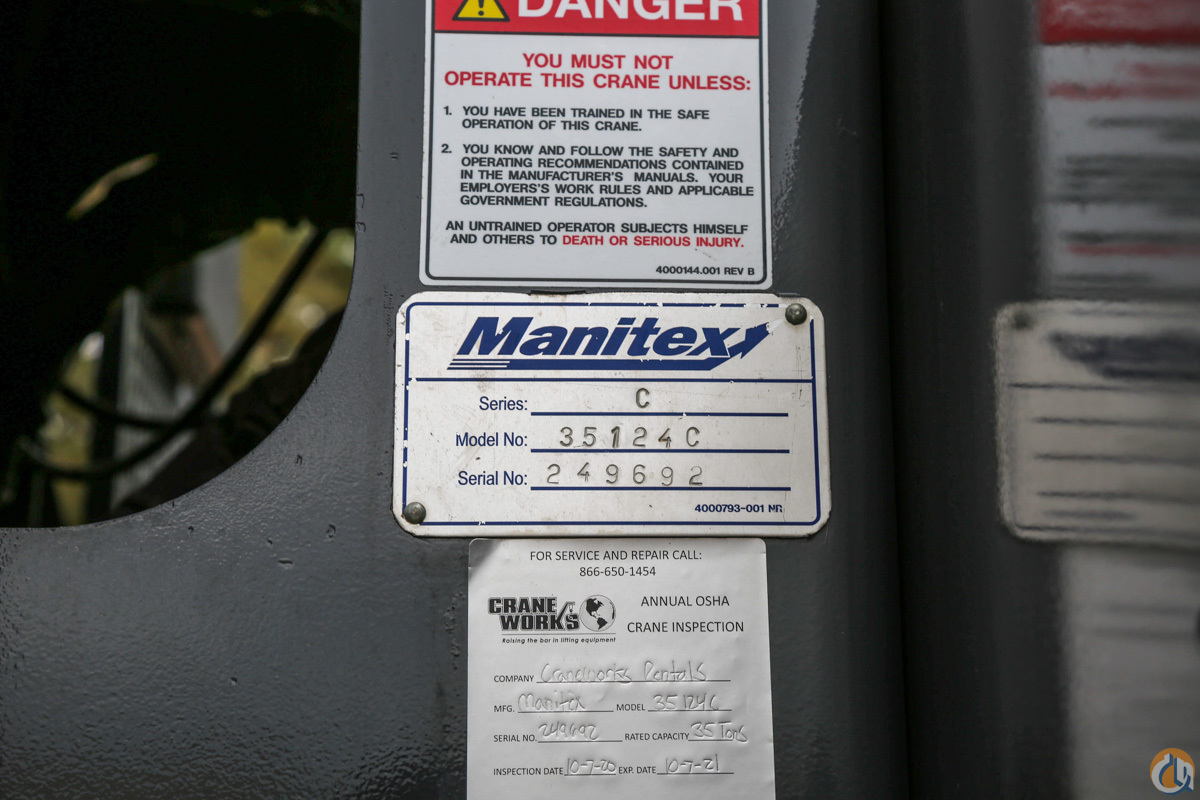 DANGER
YOU MUST NOT
OPERATE THIS CRANE UNLESS:
1. YOU HAVE BEEN TRAINED IN THE SAFE
OPERATION OF THIS CRANE.
2. YOU KNOW AND FOLLOW THE SAFETY AND
OPERATING RECOMMENDATIONS CONTAINED
IN THE MANUFACTURER'S MANUALS. YOUR
EMPLOYERS'S WORK RULES AND APPLICABLE
GOVERNMENT REGULATIONS.
AN UNTRAINED OPERATOR SUBJECTS HIMSELF
AND OTHERS TO DEATH OR SERIOUS INJURY.
4000144.001 REV B
Manitex
Series: C
Model No: 35124C
Serial No: 249692
4000793-001 NR
FOR SERVICE AND REPAIR CALL:
866-650-1454
CRANE WORKS
Raising the bar in lifting equipment
ANNUAL OSHA
CRANE INSPECTION
COMPANY Craneworks Rentals
MFG. Manitex MODEL 35124C
SERIAL NO. 249692 RATED CAPACITY 35 Tons
INSPECTION DATE 10-7-20 EXP. DATE 10-7-21